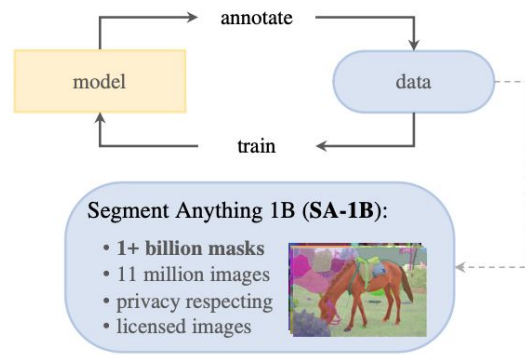 annotate
model
data
train
Segment Anything 1B (SA-1B):
• 1+ billion masks
• 11 million images
• privacy respecting
• licensed images